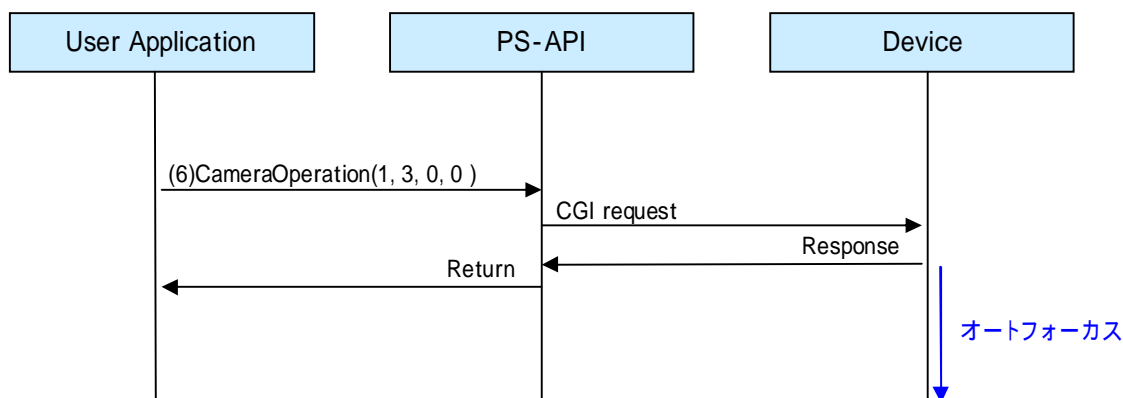 User Application
PS-API
Device
(6)CameraOperation(1, 3, 0, 0 )
CGI request
Response
Return
オートフォーカス